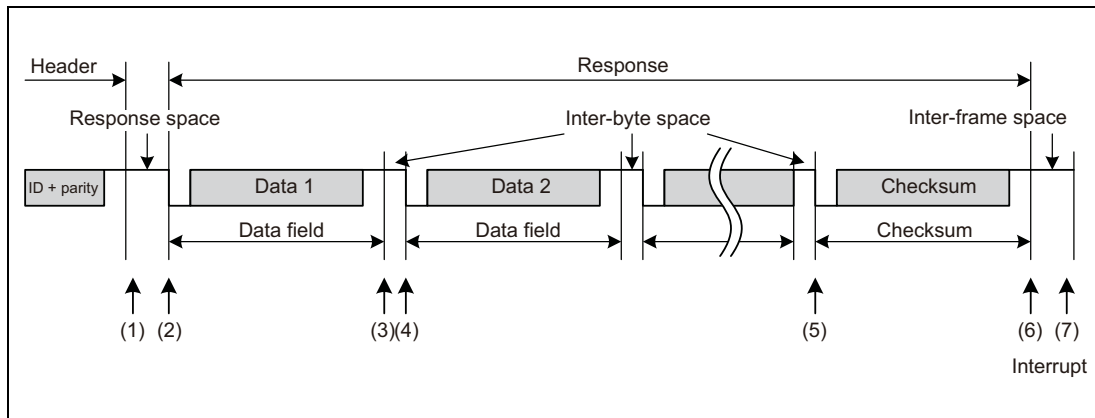 Header
Response
Response space
Inter-byte space
Inter-frame space
ID + parity
Data 1
Data 2
Checksum
Data field
Data field
Checksum
(1)
(2)
(3)
(4)
(5)
(6)
(7)
Interrupt